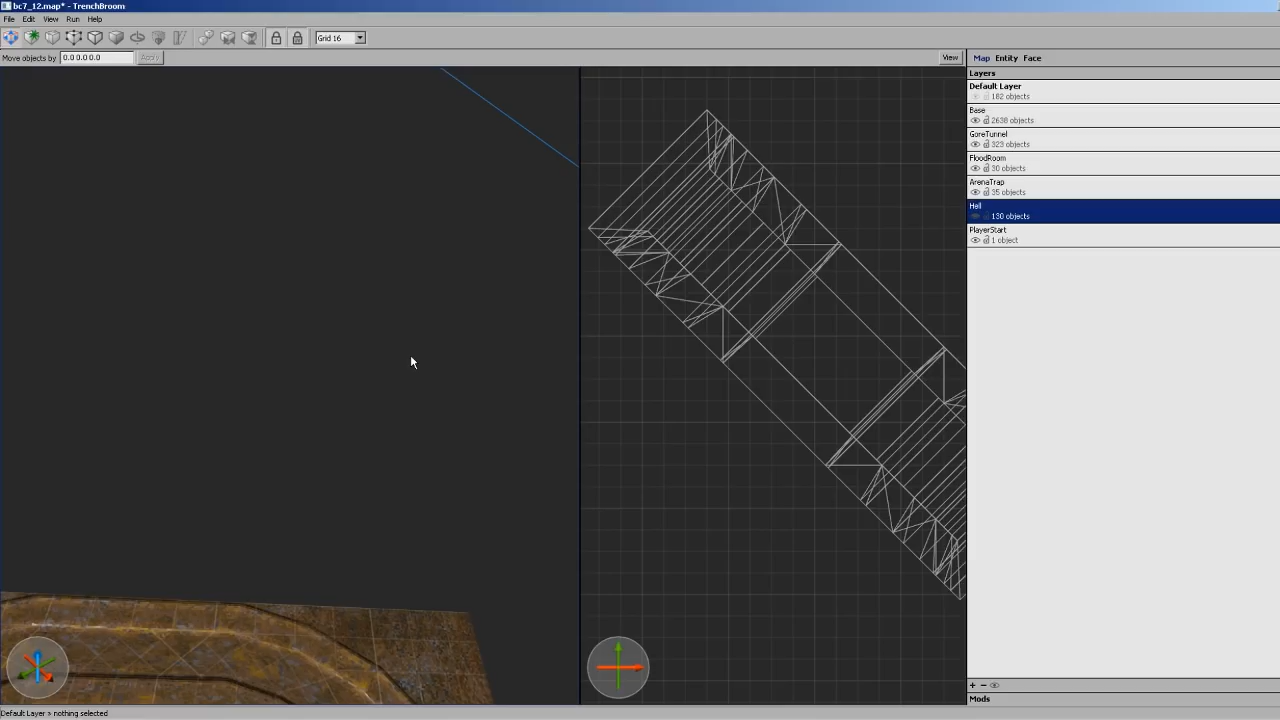 bc7_12.map* - TrenchBroom
File Edit View Run Help
Grid 16
Move objects by 0.0 0.0 0.0 Apply
View
Map Entity Face
Layers
Default Layer
182 objects
Base
2638 objects
GoreTunnel
323 objects
FloodRoom
30 objects
ArenaTrap
35 objects
Hell
130 objects
PlayerStart
1 object
Mods
Default Layer > nothing selected